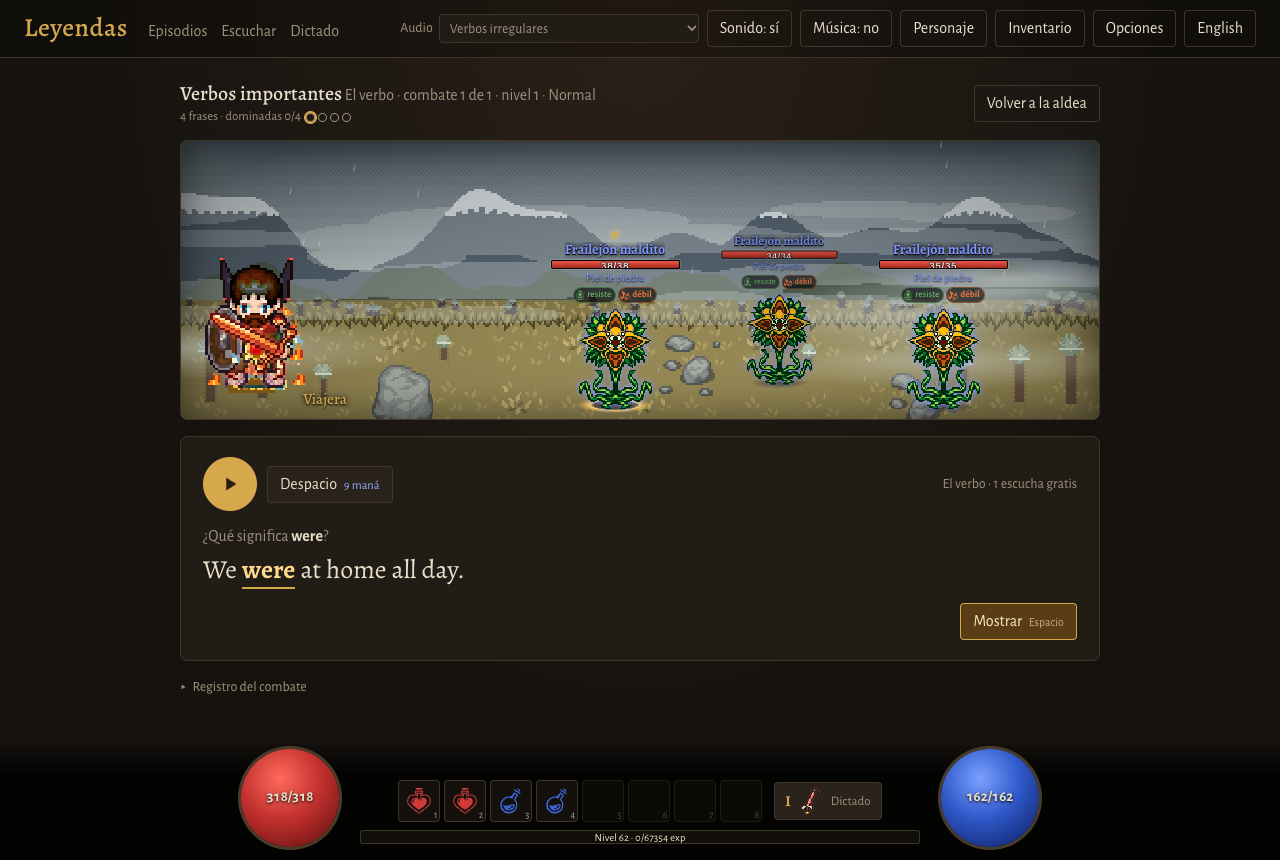 Leyendas Episodios Escuchar Dictado Audio Verbos irregulares Sonido: sí Música: no Personaje Inventario Opciones English
Verbos importantes El verbo · combate 1 de 1 · nivel 1 · Normal
4 frases · dominadas 0/4
Volver a la aldea
Frailejón maldito
34/34
Piel de piedra
resiste débil
Frailejón maldito
38/38
Piel de piedra
resiste débil
Frailejón maldito
35/35
Piel de piedra
resiste débil
Viajera
Despacio 9 maná
El verbo · 1 escucha gratis
¿Qué significa were?
We were at home all day.
Mostrar Espacio
▸ Registro del combate
318/318
1 2 3 4 5 6 7 8
I Dictado
162/162
Nivel 62 · 0/67354 exp